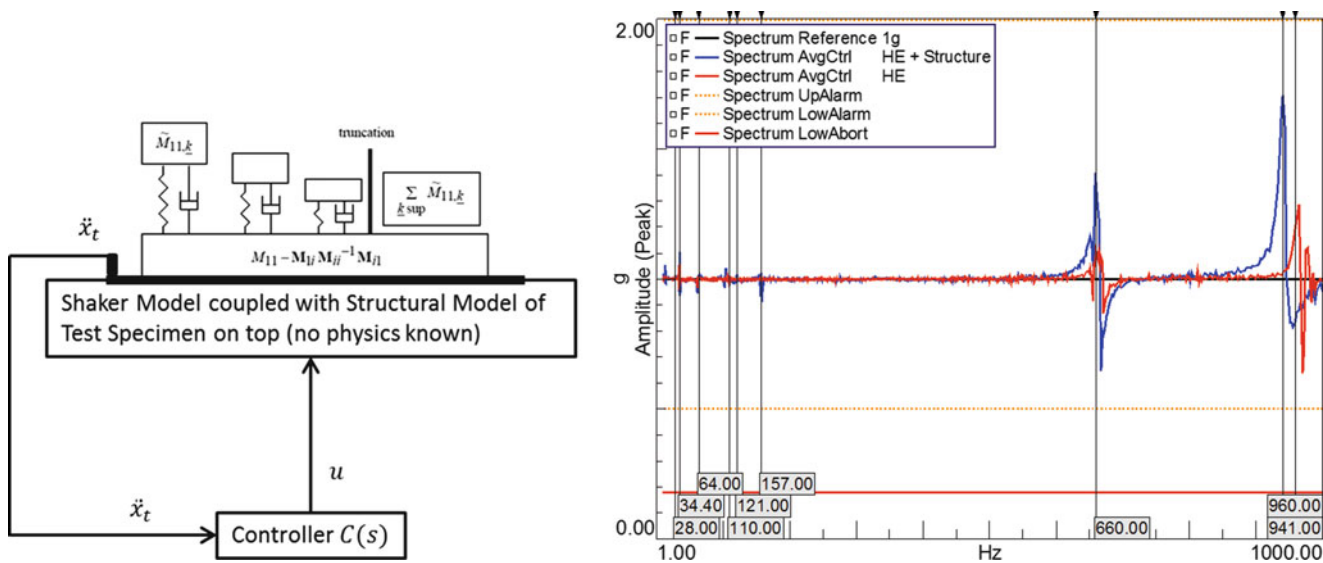 M̃11,k
truncation
∑ M̃11,k
k sup
M11 – M1i Mii⁻¹ Mi1
ẍt
Shaker Model coupled with Structural Model of
Test Specimen on top (no physics known)
u
ẍt
Controller C(s)
2.00
F Spectrum Reference 1g
F Spectrum AvgCtrl HE + Structure
F Spectrum AvgCtrl HE
F Spectrum UpAlarm
F Spectrum LowAlarm
F Spectrum LowAbort
g
Amplitude (Peak)
64.00 157.00
34.40 121.00 960.00
0.00 28.00 110.00 660.00 941.00
1.00 Hz 1000.00